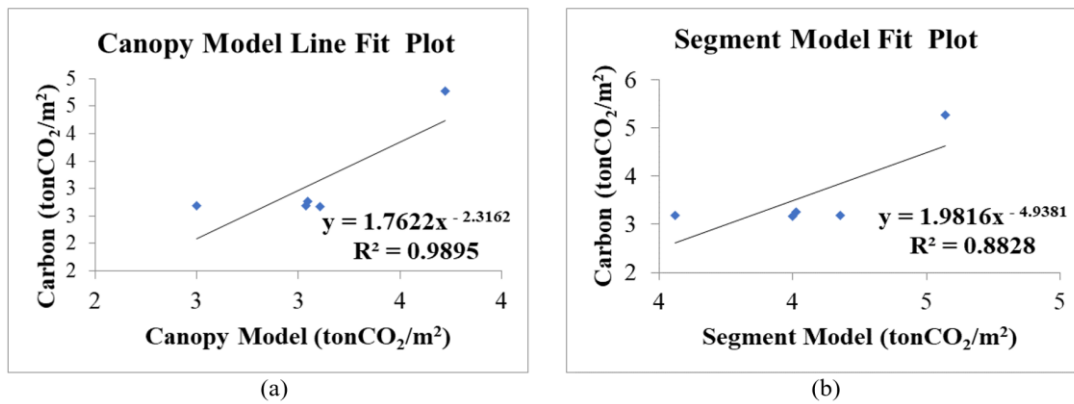 Canopy Model Line Fit Plot
Carbon (tonCO₂/m²)
5
5
4
4
3
3
2
2
y = 1.7622x - 2.3162
R² = 0.9895
2
3
3
4
4
Canopy Model (tonCO₂/m²)
(a)
Segment Model Fit Plot
Carbon (tonCO₂/m²)
6
5
4
3
2
y = 1.9816x - 4.9381
R² = 0.8828
4
4
5
5
Segment Model (tonCO₂/m²)
(b)